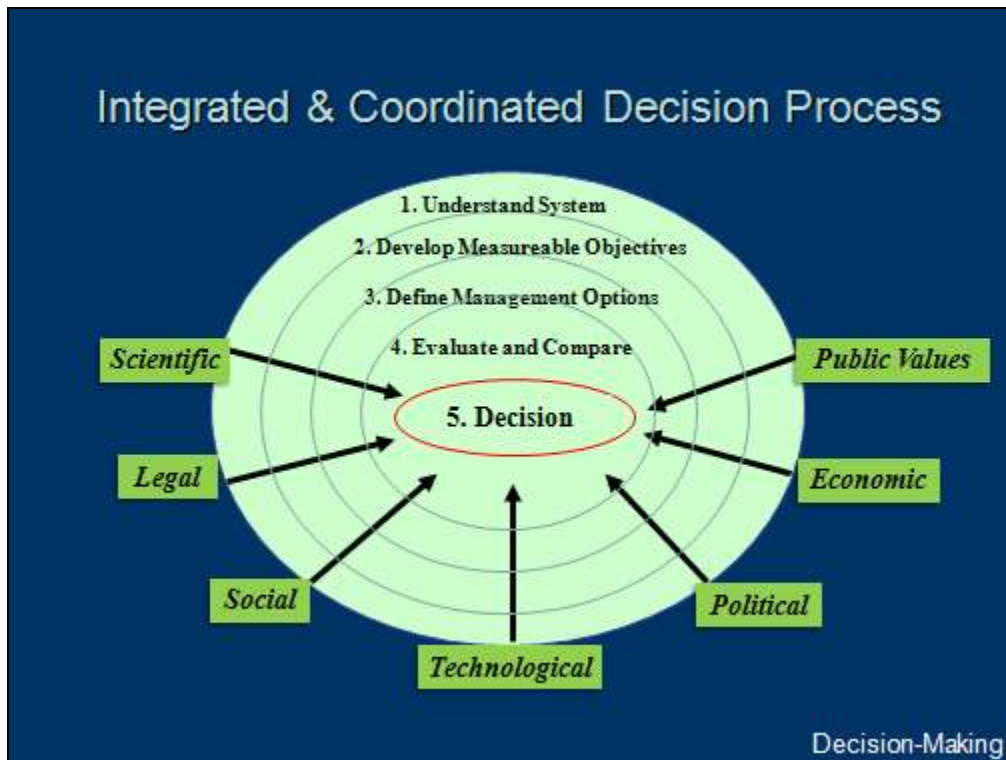 Integrated & Coordinated Decision Process
1. Understand System
2. Develop Measureable Objectives
3. Define Management Options
4. Evaluate and Compare
5. Decision
Scientific
Public Values
Legal
Economic
Social
Political
Technological
Decision-Making